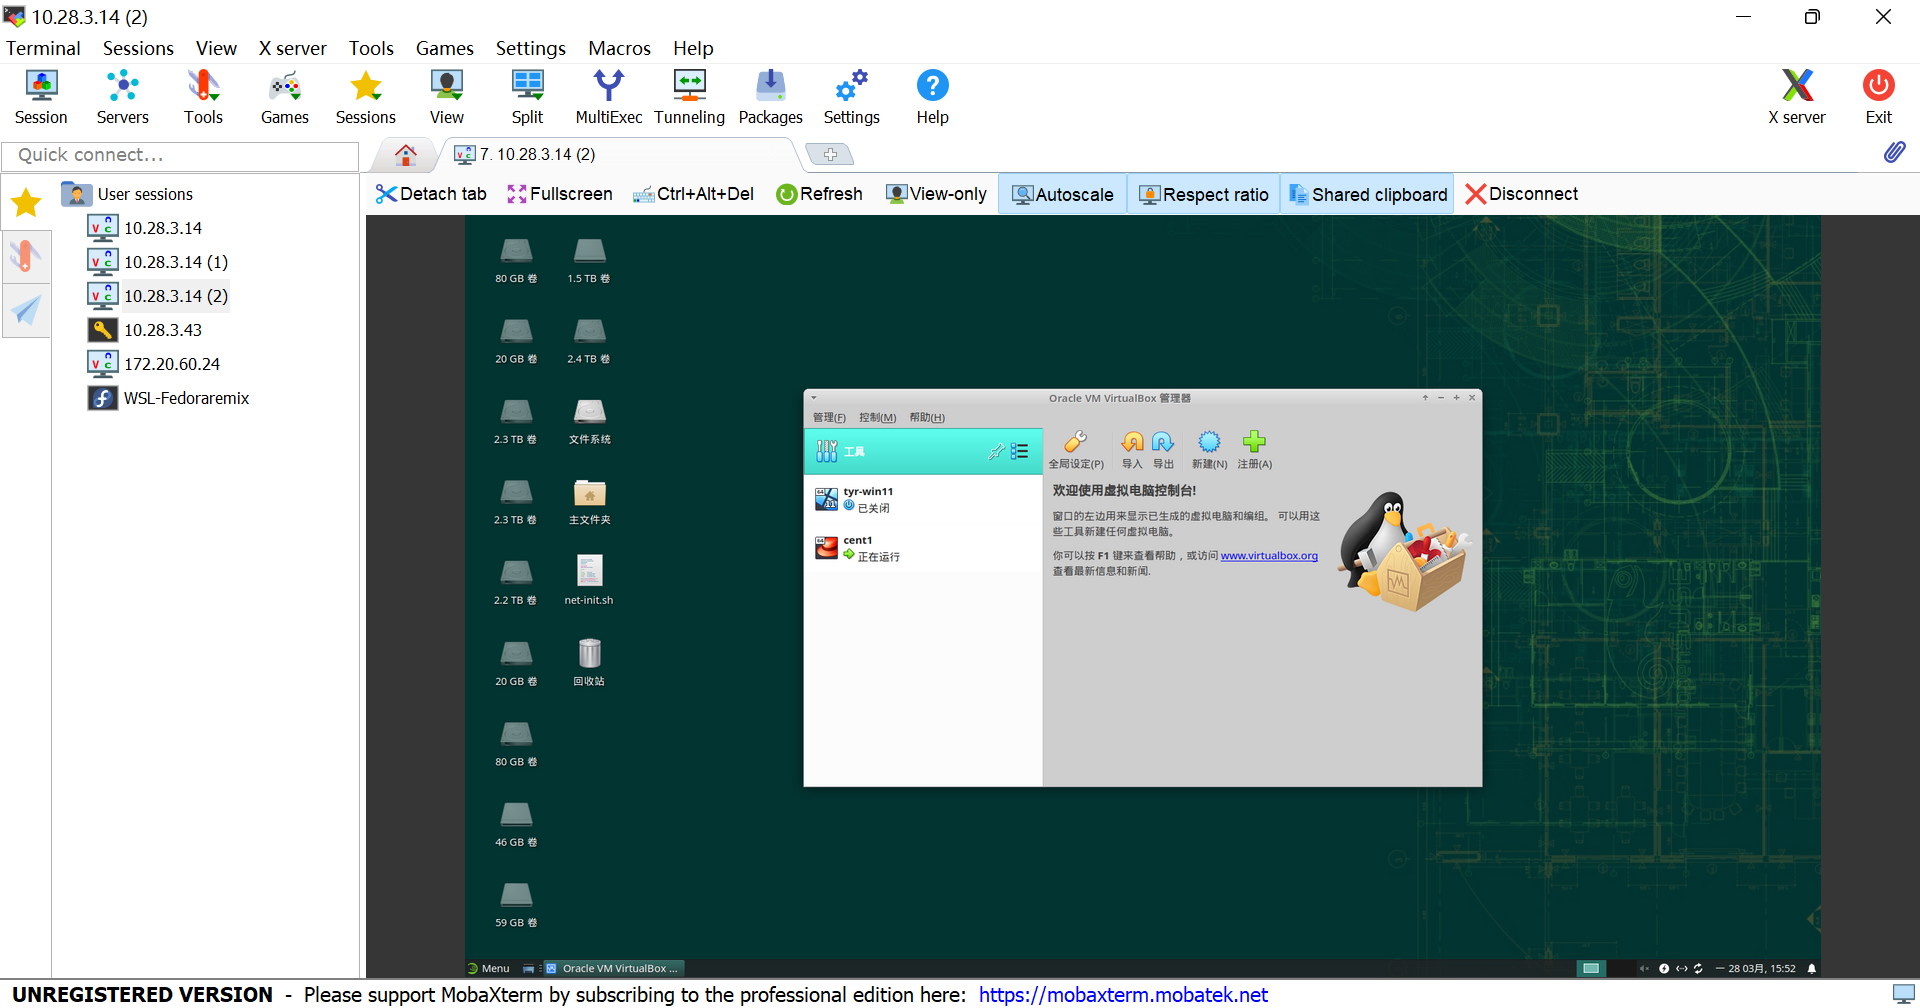 10.28.3.14 (2)
Terminal Sessions View X server Tools Games Settings Macros Help
Session Servers Tools Games Sessions View Split MultiExec Tunneling Packages Settings Help X server Exit
Quick connect...
7. 10.28.3.14 (2)
Detach tab Fullscreen Ctrl+Alt+Del Refresh View-only Autoscale Respect ratio Shared clipboard Disconnect
User sessions
10.28.3.14
10.28.3.14 (1)
10.28.3.14 (2)
10.28.3.43
172.20.60.24
WSL-Fedoraremix
80 GB 卷 1.5 TB 卷
20 GB 卷 2.4 TB 卷
2.3 TB 卷 文件系统
2.3 TB 卷 主文件夹
2.2 TB 卷 net-init.sh
20 GB 卷 回收站
80 GB 卷
46 GB 卷
59 GB 卷
Oracle VM VirtualBox 管理器
管理(F) 控制(M) 帮助(H)
工具
tyr-win11
已关闭
cent1
正在运行
全局设定(P) 导入 导出 新建(N) 注册(A)
欢迎使用虚拟电脑控制台!
窗口的左边用来显示已生成的虚拟电脑和编组。 可以用这
些工具新建任何虚拟电脑。
你可以按 F1 键来查看帮助，或访问 www.virtualbox.org
查看最新信息和新闻.
Menu Oracle VM VirtualBox ... 一 28 03月, 15:52
UNREGISTERED VERSION - Please support MobaXterm by subscribing to the professional edition here: https://mobaxterm.mobatek.net